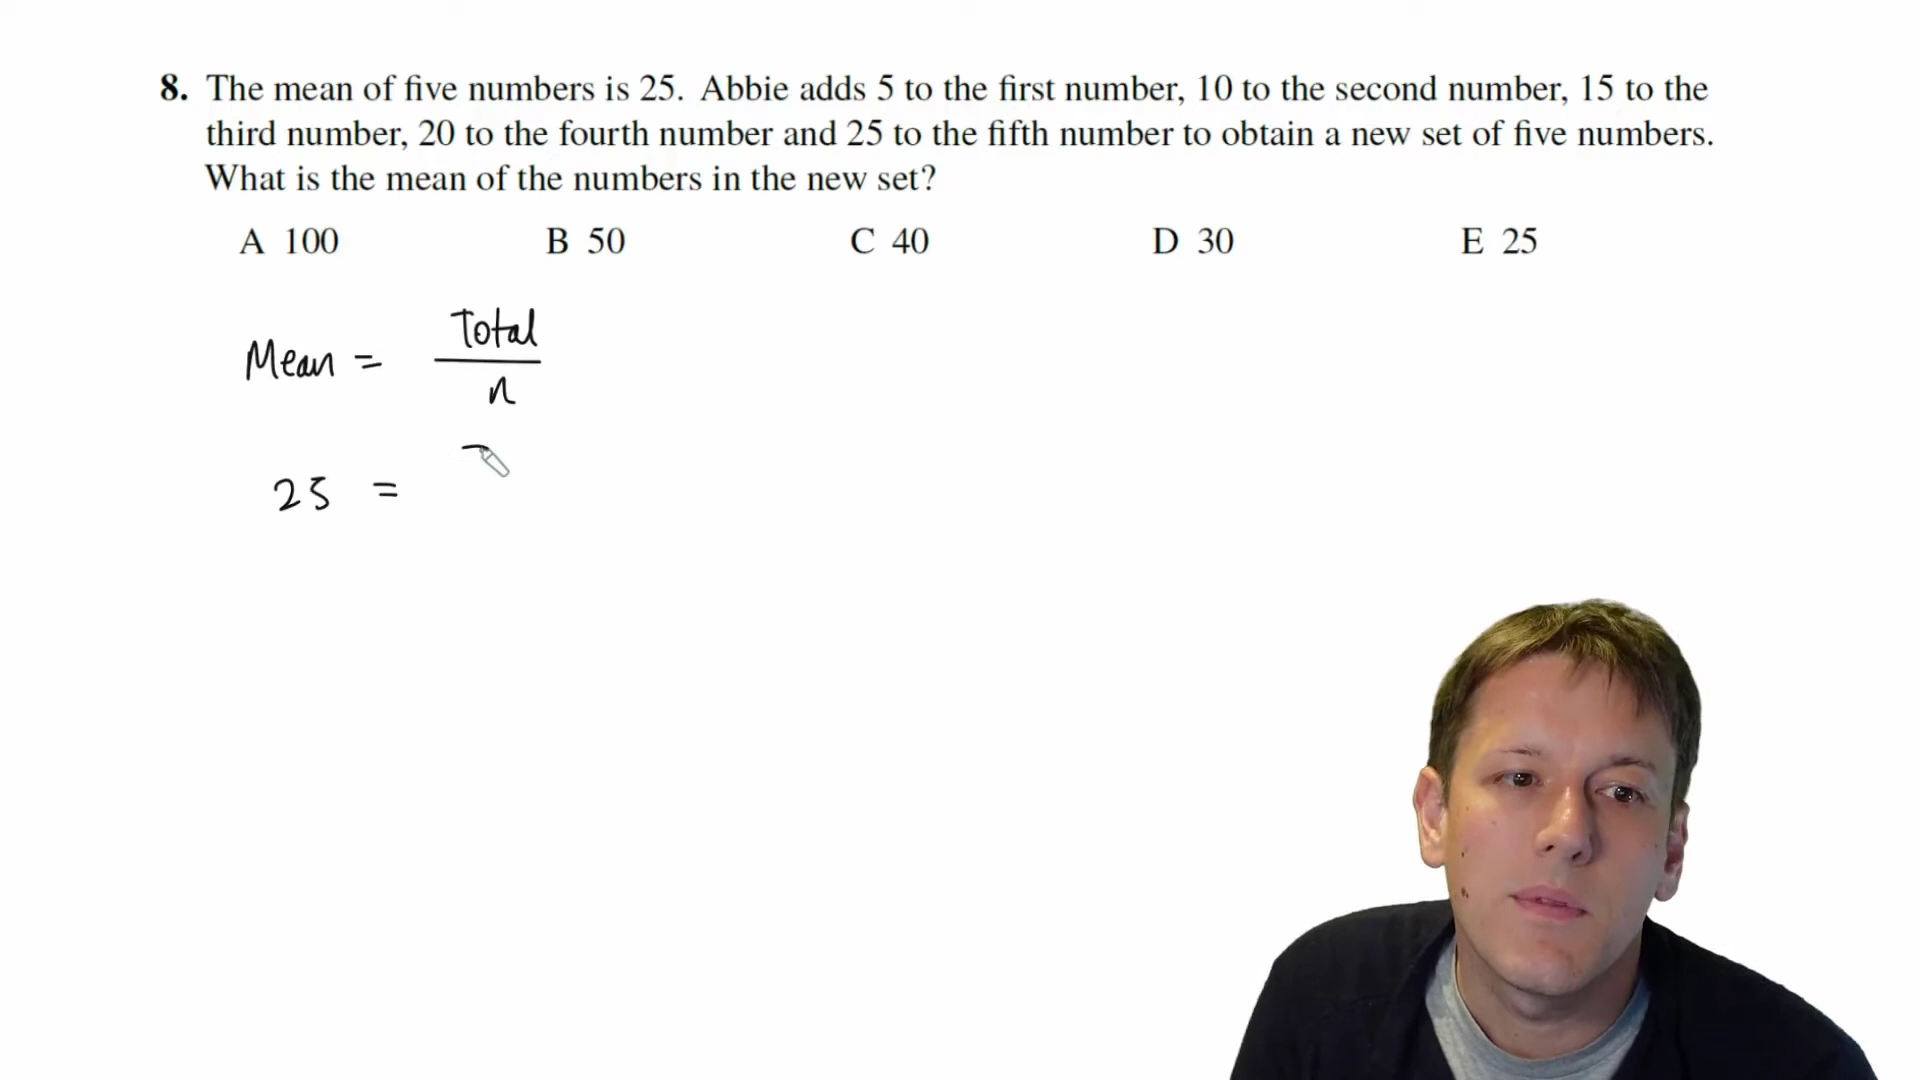 8. The mean of five numbers is 25. Abbie adds 5 to the first number, 10 to the second number, 15 to the
third number, 20 to the fourth number and 25 to the fifth number to obtain a new set of five numbers.
What is the mean of the numbers in the new set?
A 100 B 50 C 40 D 30 E 25
Mean = Total
n
25 =